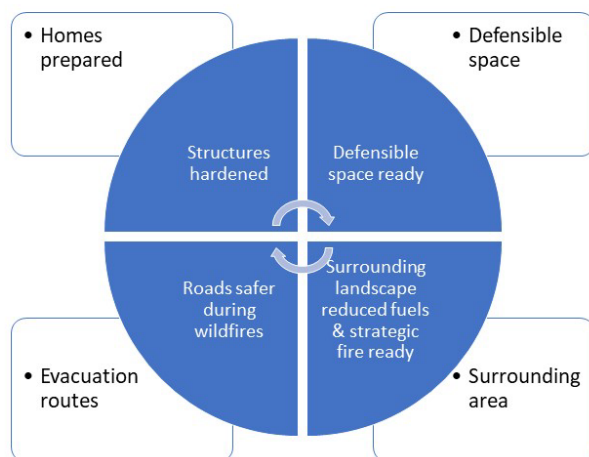 • Homes
prepared
• Defensible
space
Structures
hardened
Defensible
space ready
Roads safer
during
wildfires
Surrounding
landscape
reduced fuels
& strategic
fire ready
• Evacuation
routes
• Surrounding
area